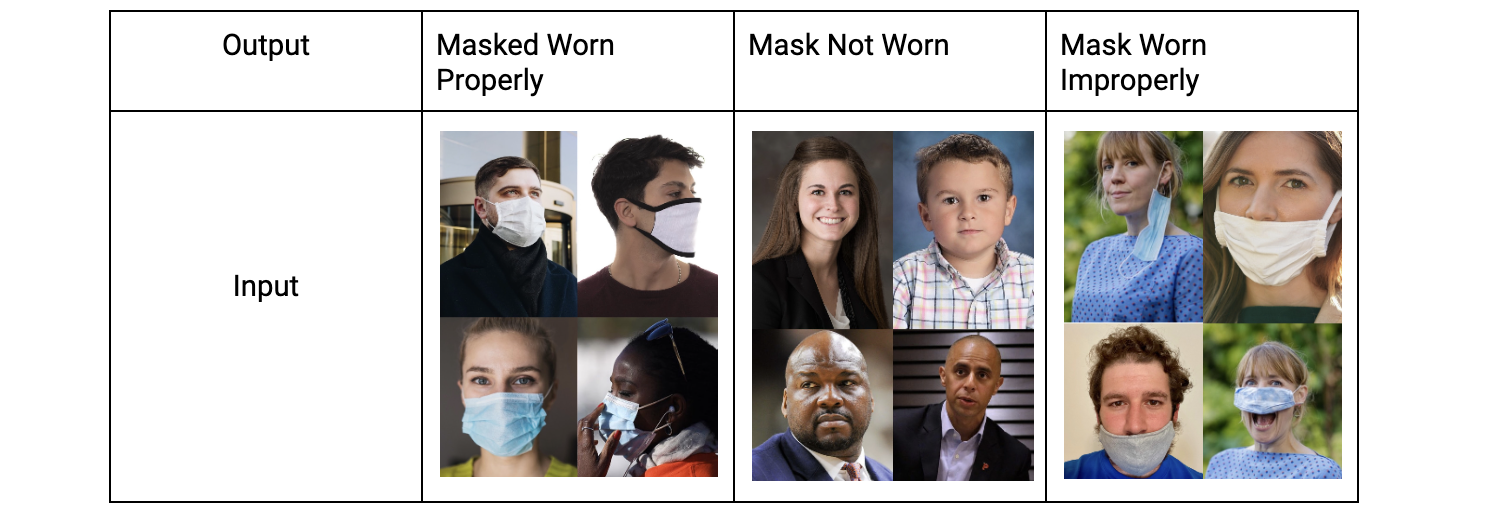 Output
Masked Worn
Properly
Mask Not Worn
Mask Worn
Improperly
Input